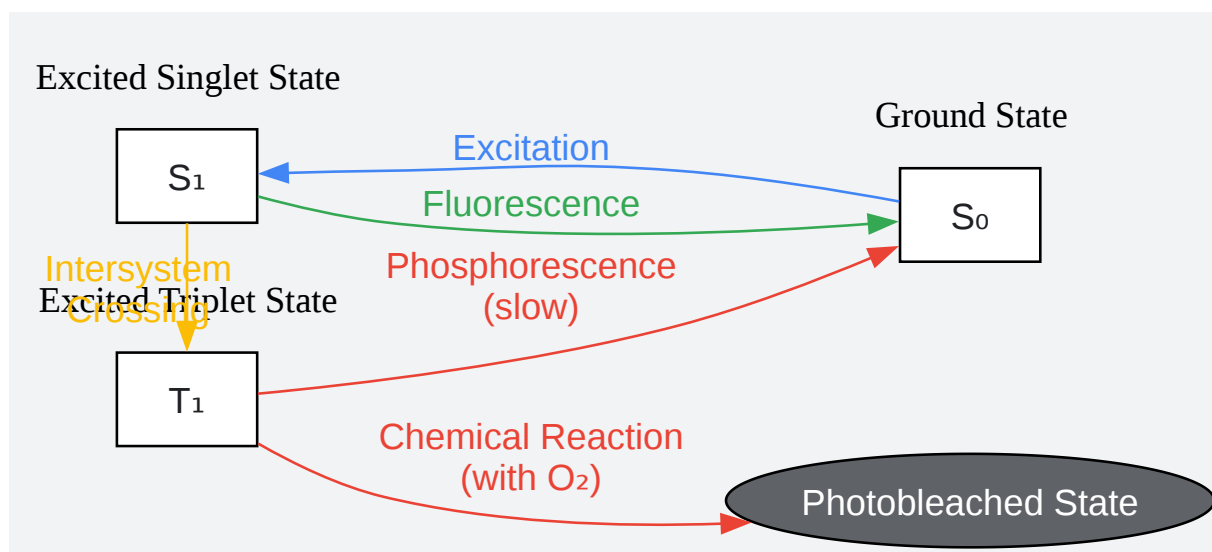 Excited Singlet State
Ground State
Excitation
S₁
Fluorescence
S₀
Intersystem
Crossing
Phosphorescence
(slow)
Excited Triplet State
T₁
Chemical Reaction
(with O₂)
Photobleached State